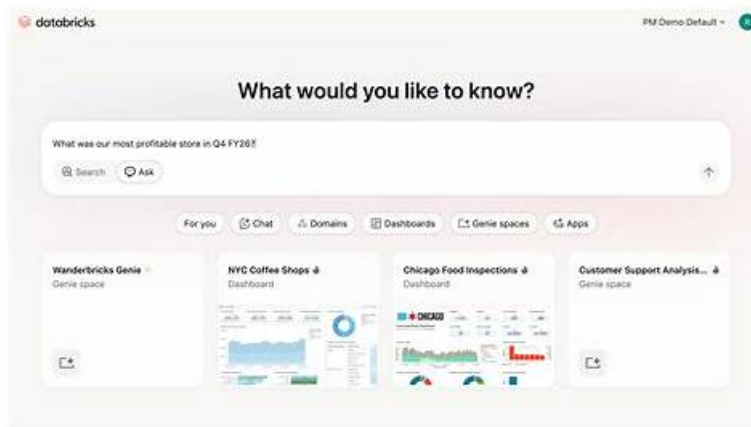 databricks
PM Demo Default
R
What would you like to know?
What was our most profitable store in Q4 FY26?
Search
Ask
For you
Chat
Domains
Dashboards
Genie spaces
Apps
Wanderbricks Genie
Genie space
NYC Coffee Shops
Dashboard
Chicago Food Inspections
Dashboard
CHICAGO
Customer Support Analysis...
Genie space